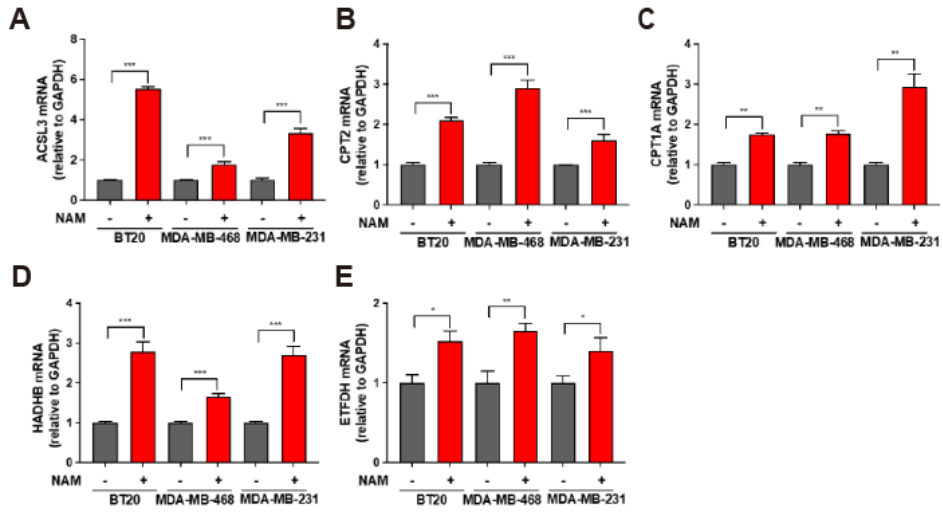 A
ACSL3 mRNA
(relative to GAPDH)
8
6
4
2
0
***
***
***
NAM
- + - + - +
BT20 MDA-MB-468 MDA-MB-231
B
CPT2 mRNA
(relative to GAPDH)
4
3
2
1
0
***
***
***
NAM
- + - + - +
BT20 MDA-MB-468 MDA-MB-231
C
CPT1A mRNA
(relative to GAPDH)
4
3
2
1
0
**
**
**
NAM
- + - + - +
BT20 MDA-MB-468 MDA-MB-231
D
HADHB mRNA
(relative to GAPDH)
4
3
2
1
0
***
***
***
NAM
- + - + - +
BT20 MDA-MB-468 MDA-MB-231
E
ETFDH mRNA
(relative to GAPDH)
2
1
0
*
**
*
NAM
- + - + - +
BT20 MDA-MB-468 MDA-MB-231